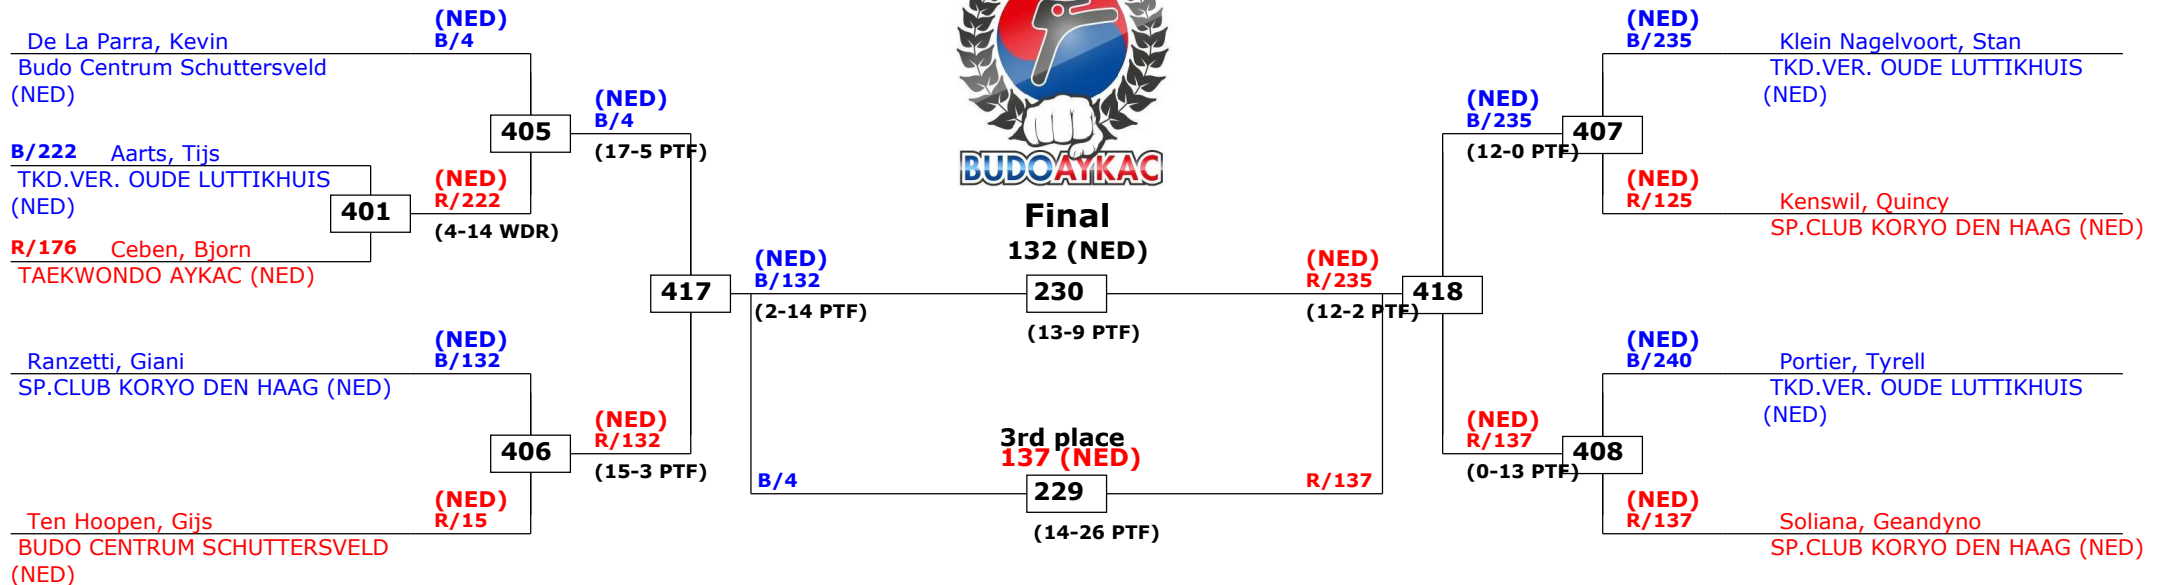 (NED)
De La Parra, Kevin B/4
Budo Centrum Schuttersveld
(NED)
(NED)
B/4
405
(17-5 PTF)
B/222 Aarts, Tijs
TKD.VER. OUDE LUTTIKHUIS
(NED)
(NED)
R/222
401
(4-14 WDR)
R/176 Ceben, Bjorn
TAEKWONDO AYKAC (NED)
417
(NED)
B/132
(2-14 PTF)
(NED)
Ranzetti, Giani B/132
SP.CLUB KORYO DEN HAAG (NED)
(NED)
R/132
406
(15-3 PTF)
(NED)
Ten Hoopen, Gijs R/15
BUDO CENTRUM SCHUTTERSVELD
(NED)
BUDOAYKAC
Final
132 (NED)
230
(13-9 PTF)
3rd place
137 (NED)
B/4
229
R/137
(14-26 PTF)
(NED)
R/235
418
(12-2 PTF)
(NED)
B/235 Klein Nagelvoort, Stan
TKD.VER. OUDE LUTTIKHUIS
(NED)
(NED)
B/235
407
(12-0 PTF)
(NED)
R/125 Kenswil, Quincy
SP.CLUB KORYO DEN HAAG (NED)
(NED)
B/240 Portier, Tyrell
TKD.VER. OUDE LUTTIKHUIS
(NED)
(NED)
R/137
408
(0-13 PTF)
(NED)
R/137 Soliana, Geandyno
SP.CLUB KORYO DEN HAAG (NED)